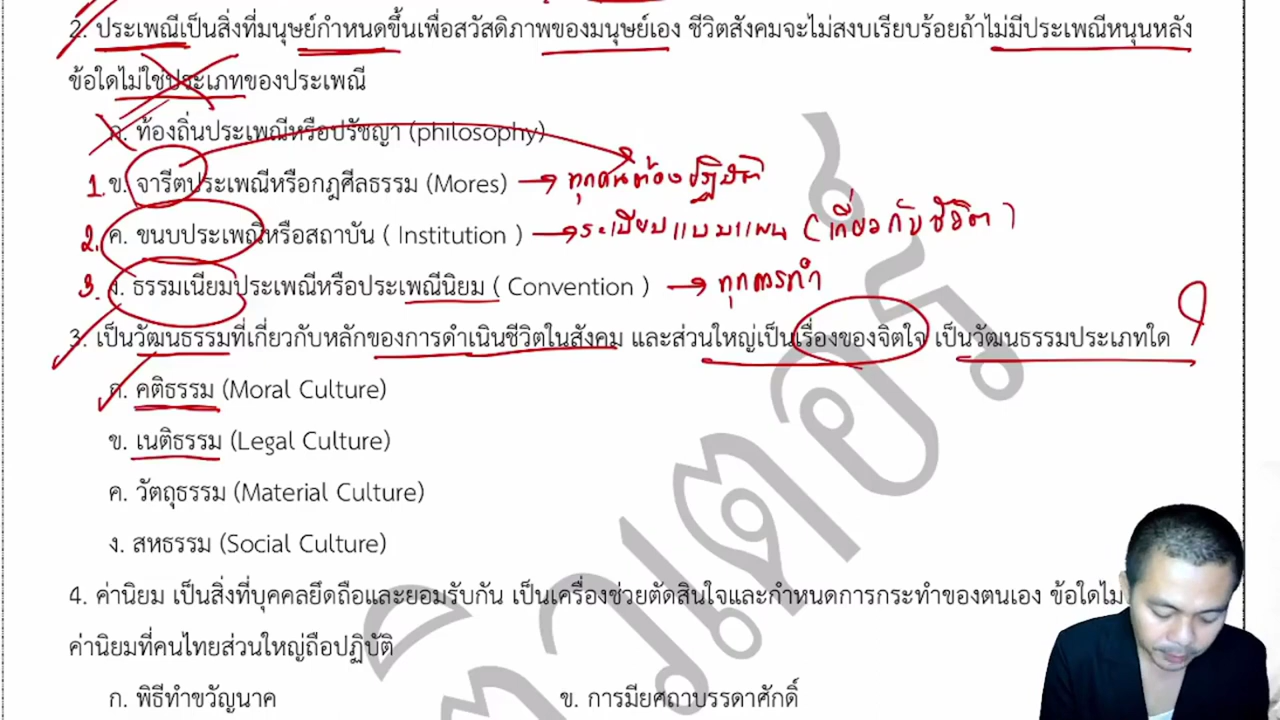 2. ประเพณีเป็นสิ่งที่มนุษย์กำหนดขึ้นเพื่อสวัสดิภาพของมนุษย์เอง ชีวิตสังคมจะไม่สงบเรียบร้อยถ้าไม่มีประเพณีหนุนหลัง
ข้อใดไม่ใช่ประเภทของประเพณี
ก. ท้องถิ่นประเพณีหรือปรัชญา (philosophy)
1. ข. จารีตประเพณีหรือกฎศีลธรรม (Mores) → ทุกคนต้องปฏิบัติ
2. ค. ขนบประเพณีหรือสถาบัน ( Institution ) → ระเบียบแบบแผน (เกี่ยวกับชีวิต)
3. ง. ธรรมเนียมประเพณีหรือประเพณีนิยม ( Convention ) → ทุกควรทำ
3. เป็นวัฒนธรรมที่เกี่ยวกับหลักของการดำเนินชีวิตในสังคม และส่วนใหญ่เป็นเรื่องของจิตใจ เป็นวัฒนธรรมประเภทใด
ก. คติธรรม (Moral Culture)
ข. เนติธรรม (Legal Culture)
ค. วัตถุธรรม (Material Culture)
ง. สหธรรม (Social Culture)
4. ค่านิยม เป็นสิ่งที่บุคคลยึดถือและยอมรับกัน เป็นเครื่องช่วยตัดสินใจและกำหนดการกระทำของตนเอง ข้อใดไม
ค่านิยมที่คนไทยส่วนใหญ่ถือปฏิบัติ
ก. พิธีทำขวัญนาค ข. การมียศถาบรรดาศักดิ์